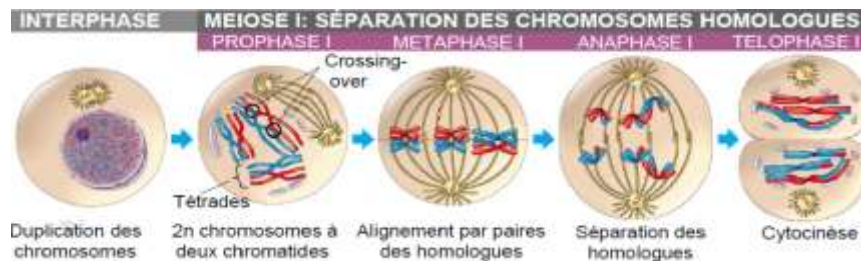 INTERPHASE
MEIOSE I: SÉPARATION DES CHROMOSOMES HOMOLOGUES
PROPHASE I
METAPHASE I
ANAPHASE I
TELOPHASE I
Crossing-
over
Tétrades
Duplication des
chromosomes
2n chromosomes à
deux chromatides
Alignement par paires
des homologues
Séparation des
homologues
Cytocinèse